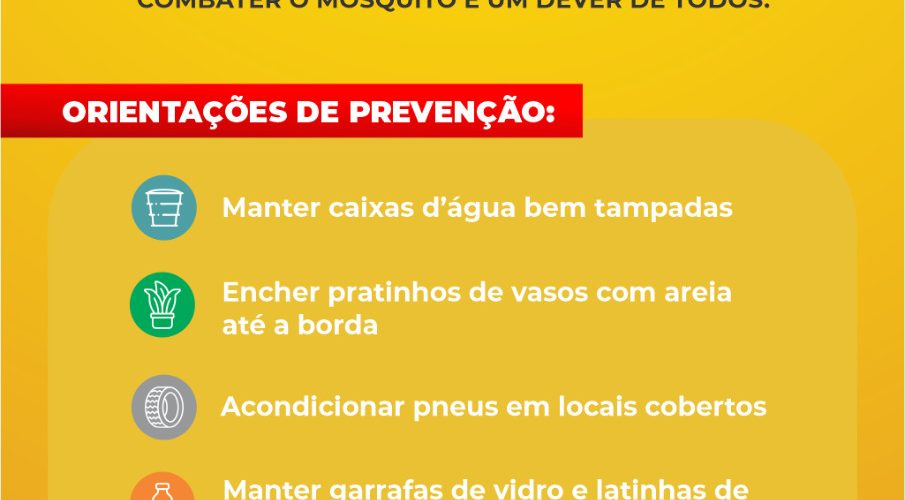 COMBATER O MOSQUITO É UM DEVER DE TODOS.
ORIENTAÇÕES DE PREVENÇÃO:
Manter caixas d’água bem tampadas
Encher pratinhos de vasos com areia
até a borda
Acondicionar pneus em locais cobertos
Manter garrafas de vidro e latinhas de